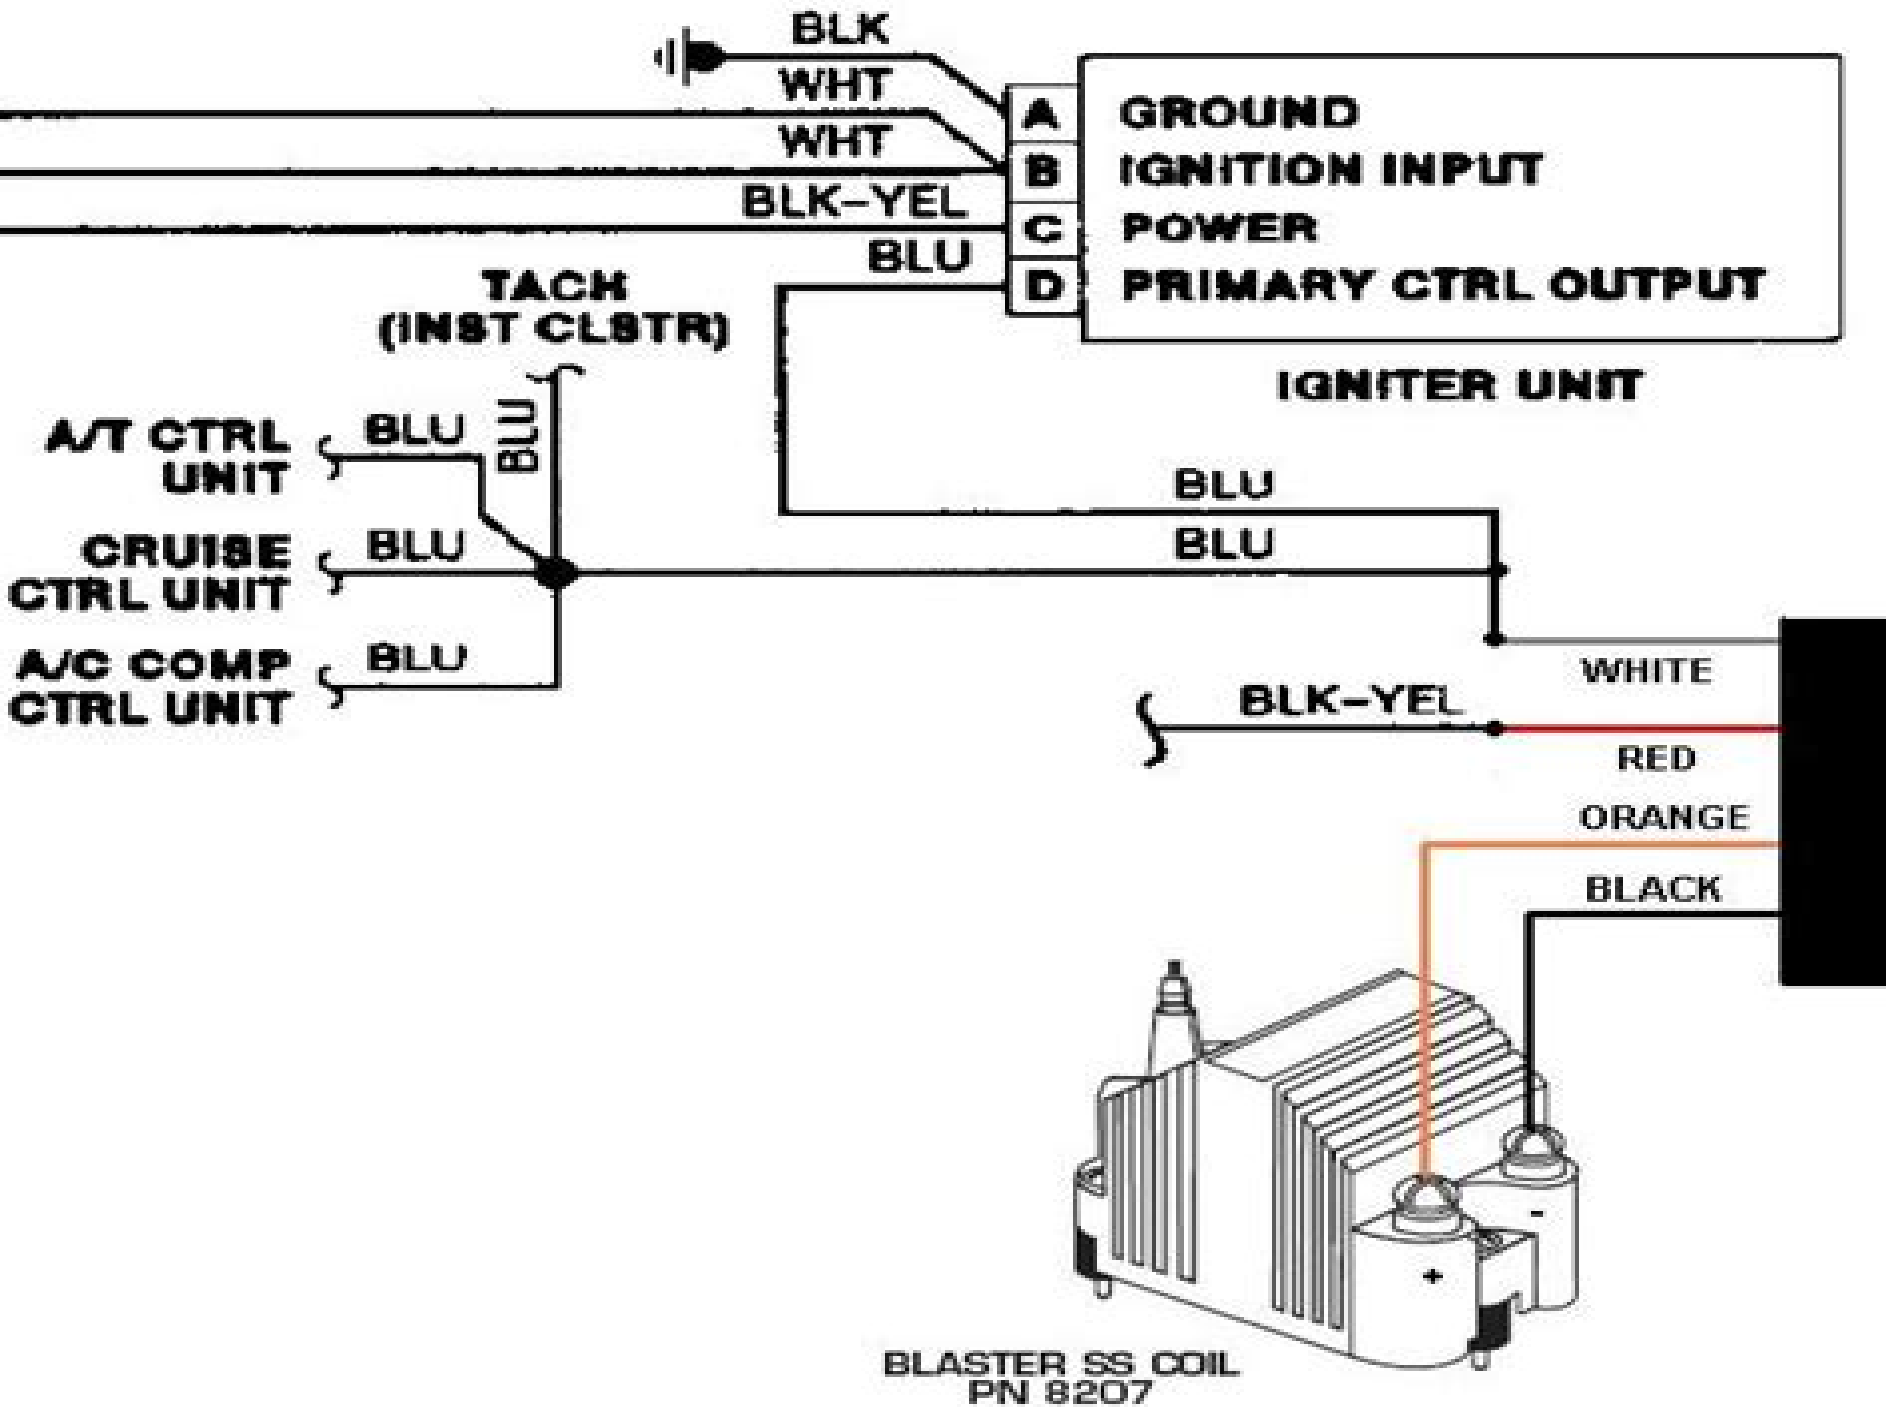 BLK
WHT
WHT
BLK-YEL
BLU
A GROUND
B IGNITION INPUT
C POWER
D PRIMARY CTRL OUTPUT
IGNITER UNIT
TACH
(INST CLSTR)
BLU
A/T CTRL
UNIT
BLU
CRUISE
CTRL UNIT
BLU
A/C COMP
CTRL UNIT
BLU
BLU
BLU
WHITE
BLK-YEL
RED
ORANGE
BLACK
-
+
BLASTER SS COIL
PN 8207